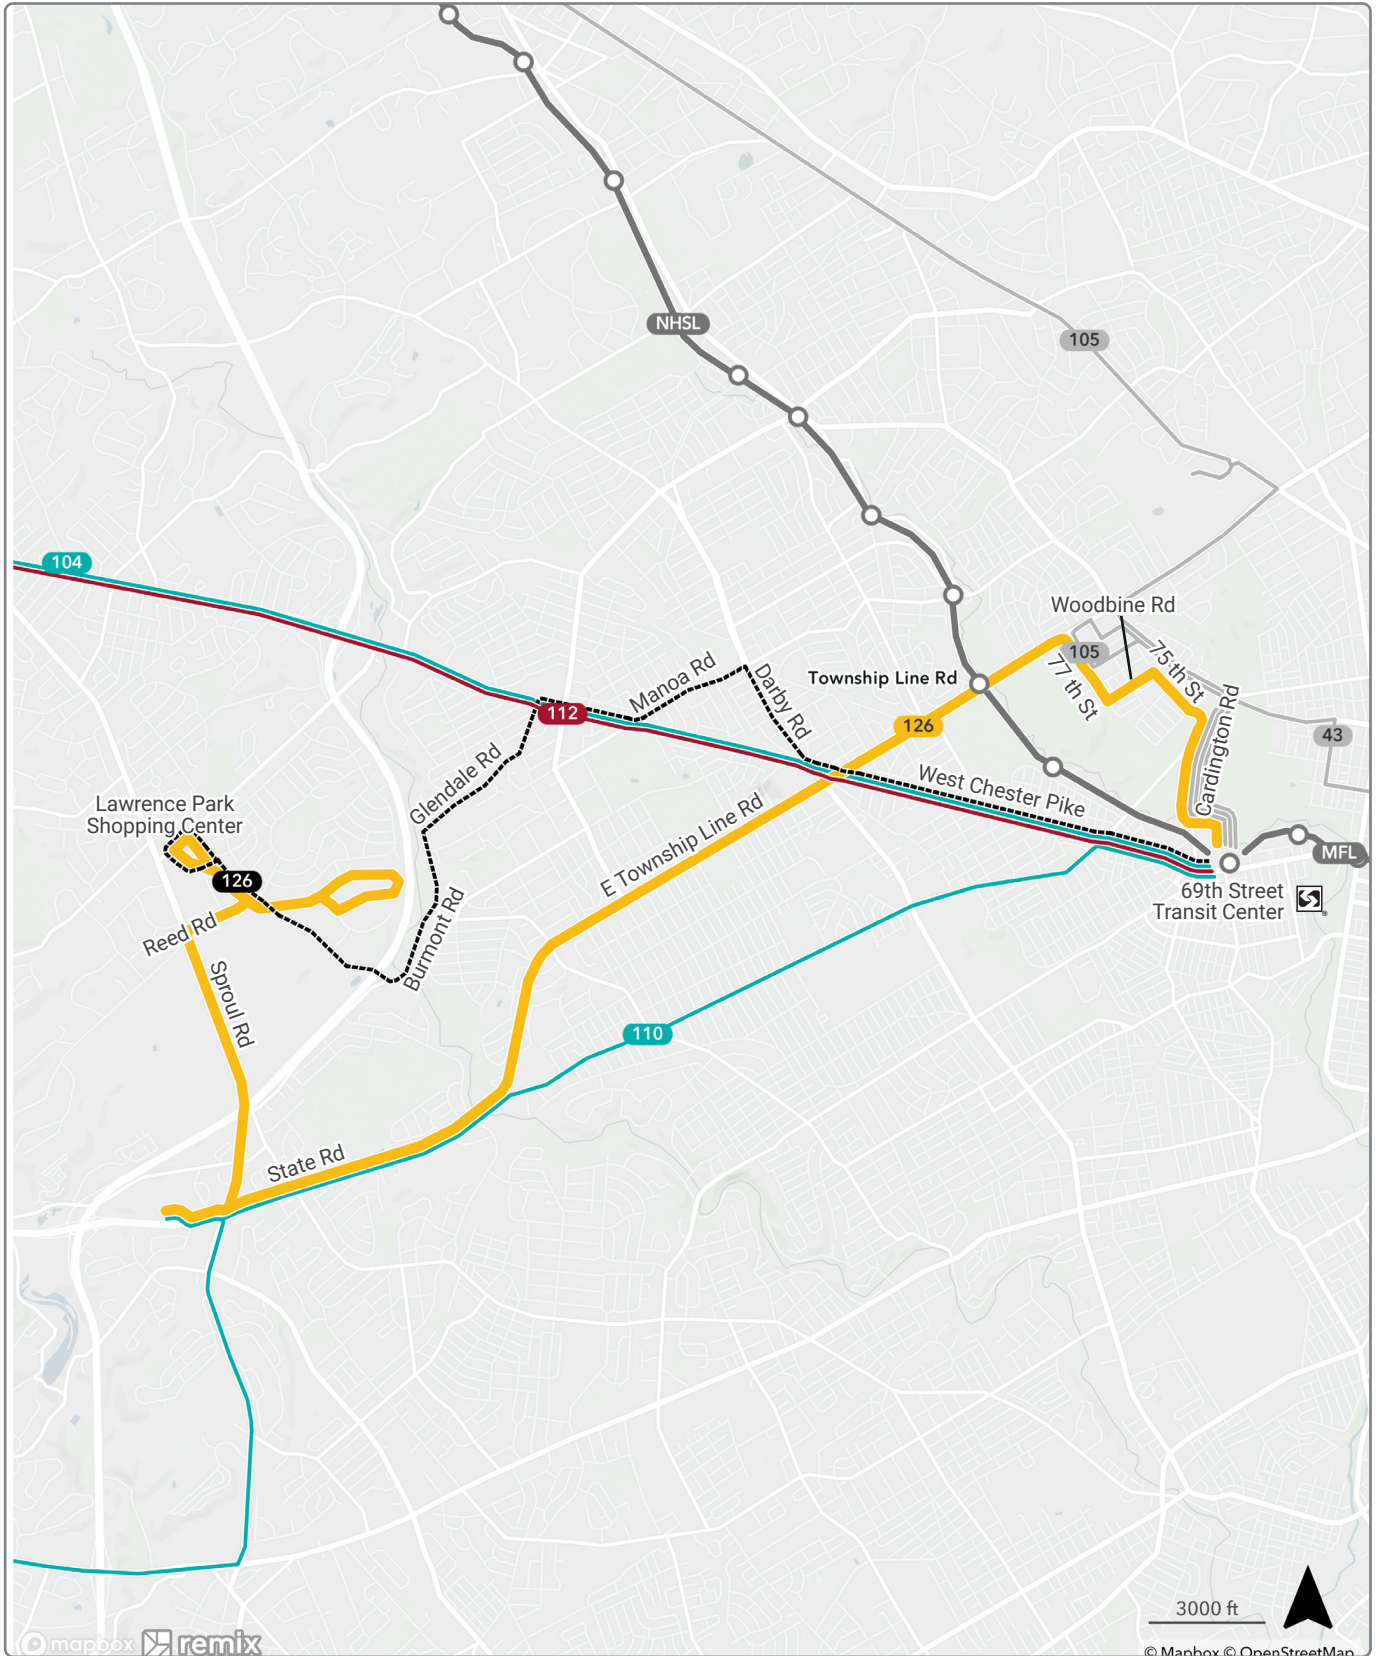 NHSL
105
104
Woodbine Rd
105
75 th St
77 th St
Township Line Rd
Manoa Rd
Darby Rd
Cardington Rd
112
126
43
Glendale Rd
West Chester Pike
Lawrence Park
Shopping Center
E Township Line Rd
MFL
126
69th Street
Transit Center
Reed Rd
Burmont Rd
Sproul Rd
110
State Rd
3000 ft
mapbox
remix
© Mapbox © OpenStreetMap